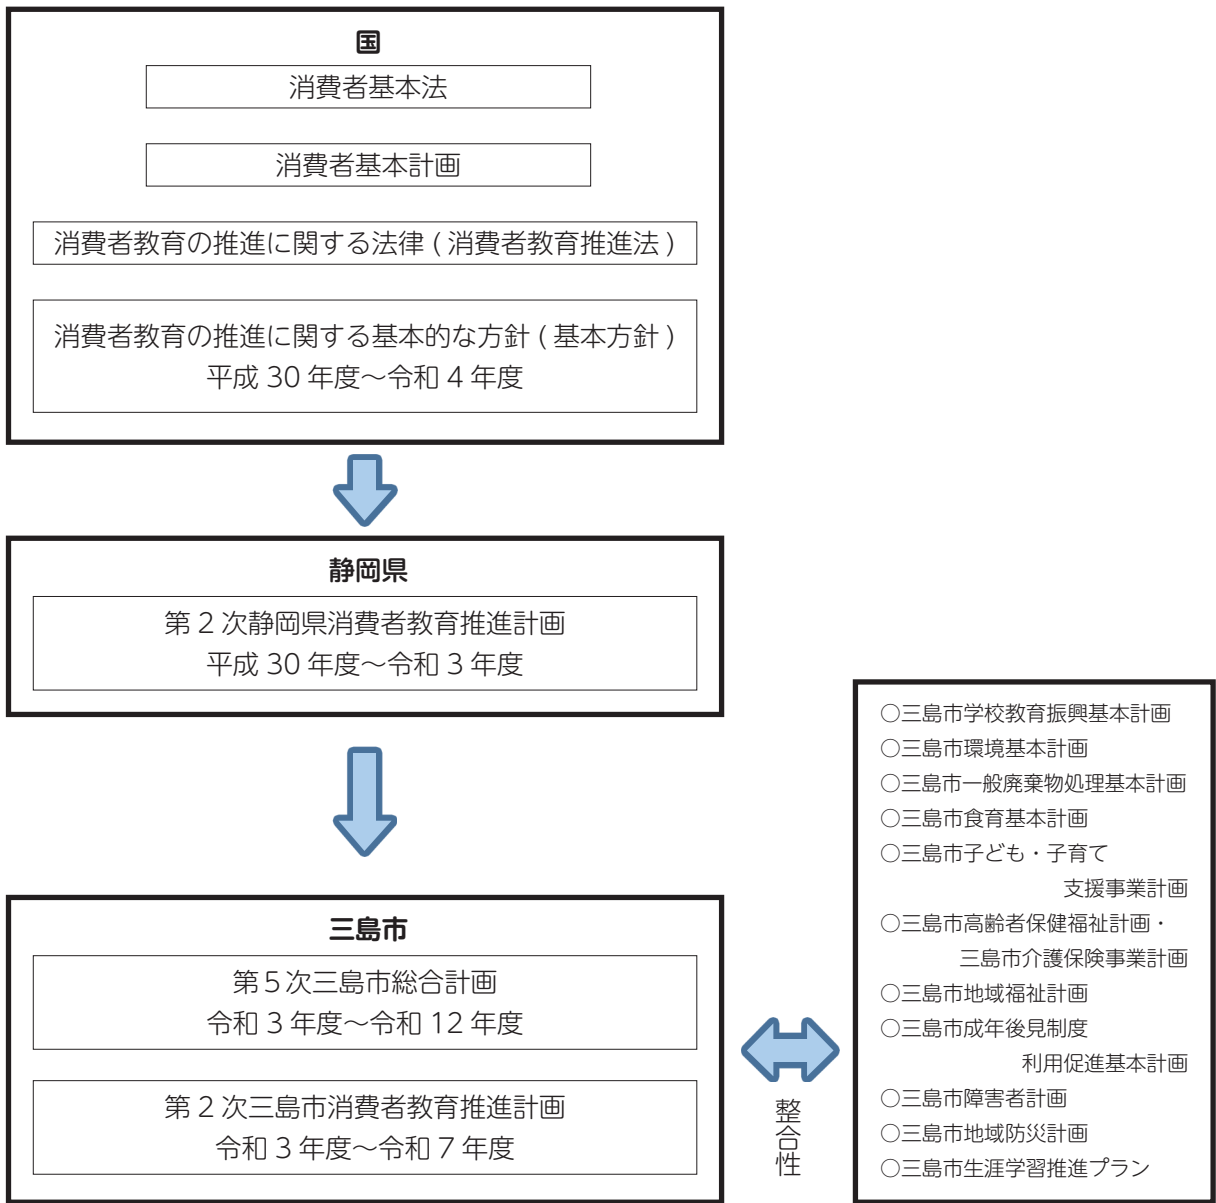 国
消費者基本法
消費者基本計画
消費者教育の推進に関する法律 ( 消費者教育推進法 )
消費者教育の推進に関する基本的な方針 ( 基本方針 )
平成 30 年度～令和 4 年度
静岡県
第 2 次静岡県消費者教育推進計画
平成 30 年度～令和 3 年度
三島市
第5次三島市総合計画
令和 3 年度～令和 12 年度
第 2 次三島市消費者教育推進計画
令和 3 年度～令和 7 年度
整合性
○三島市学校教育振興基本計画
○三島市環境基本計画
○三島市一般廃棄物処理基本計画
○三島市食育基本計画
○三島市子ども・子育て
支援事業計画
○三島市高齢者保健福祉計画・
三島市介護保険事業計画
○三島市地域福祉計画
○三島市成年後見制度
利用促進基本計画
○三島市障害者計画
○三島市地域防災計画
○三島市生涯学習推進プラン